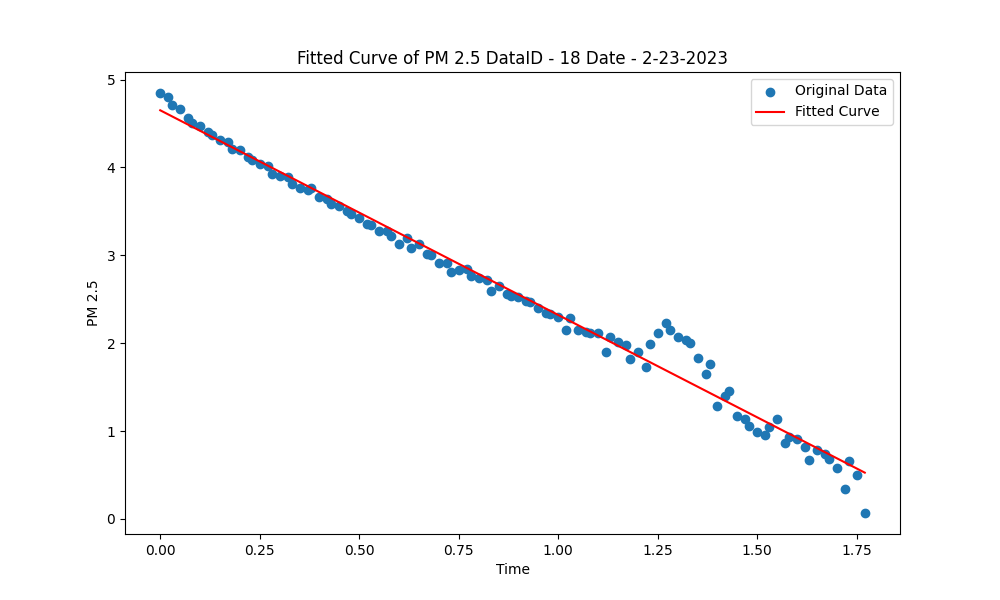 Fitted Curve of PM 2.5 DataID - 18 Date - 2-23-2023
Original Data
Fitted Curve
PM 2.5
5
4
3
2
1
0
0.00 0.25 0.50 0.75 1.00 1.25 1.50 1.75
Time